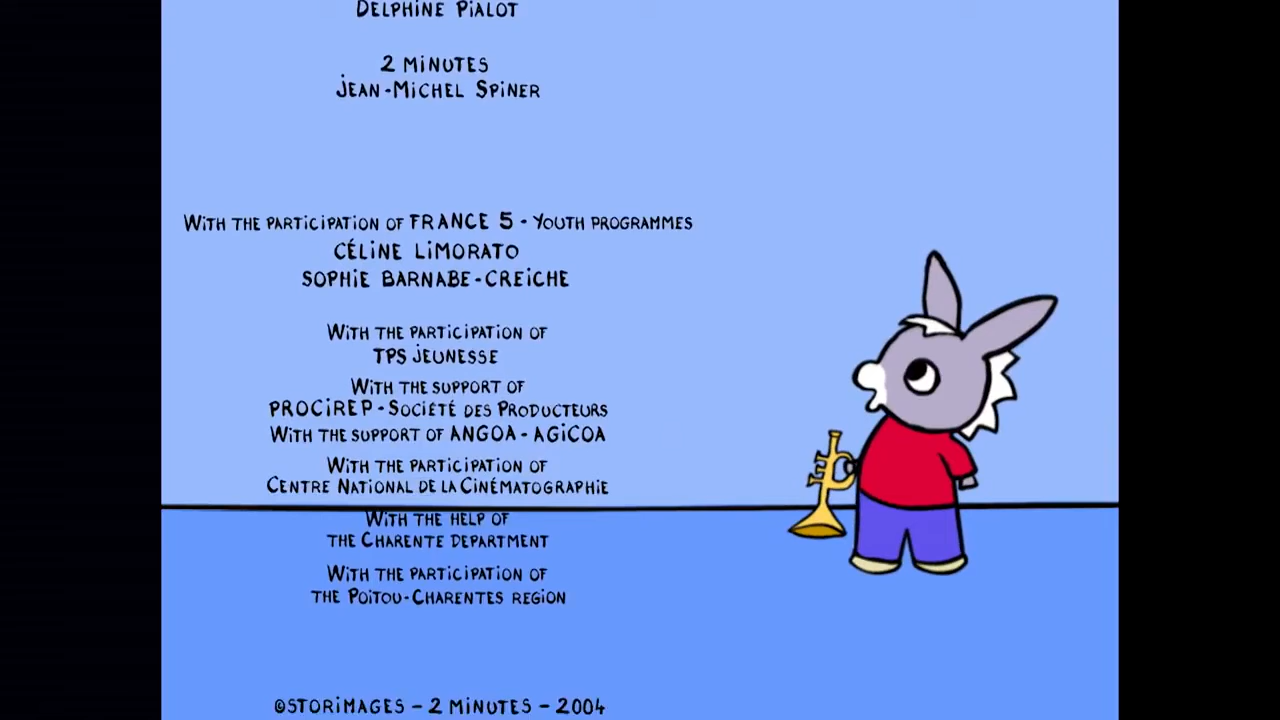 DELPHINE PIALOT
2 MINUTES
JEAN-MICHEL SPINER
WITH THE PARTICIPATION OF FRANCE 5 - YOUTH PROGRAMMES
CÉLINE LIMORATO
SOPHIE BARNABE-CREICHE
WITH THE PARTICIPATION OF
TPS JEUNESSE
WITH THE SUPPORT OF
PROCIREP - SOCIÉTÉ DES PRODUCTEURS
WITH THE SUPPORT OF ANGOA - AGICOA
WITH THE PARTICIPATION OF
CENTRE NATIONAL DE LA CINÉMATOGRAPHIE
WITH THE HELP OF
THE CHARENTE DEPARTMENT
WITH THE PARTICIPATION OF
THE POITOU-CHARENTES REGION
©STORIMAGES - 2 MINUTES - 2004